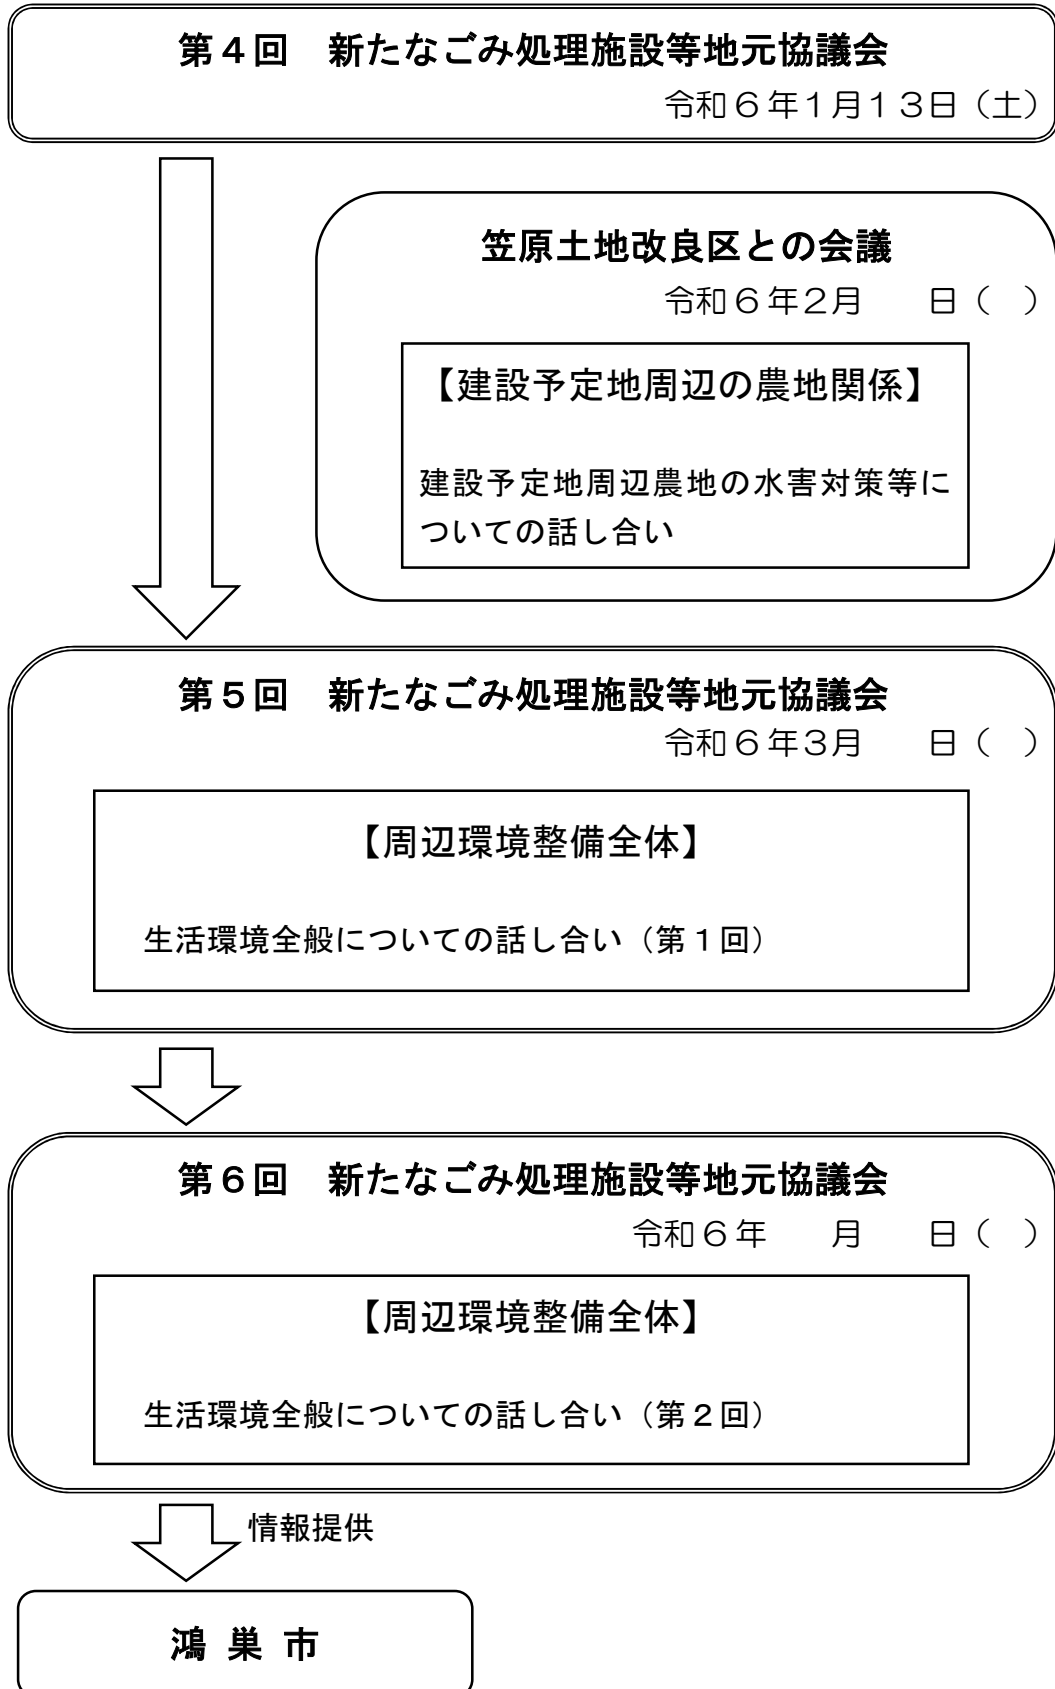 第４回　新たなごみ処理施設等地元協議会
令和６年１月１３日（土）
笠原土地改良区との会議
令和６年２月　　日（　）
【建設予定地周辺の農地関係】
建設予定地周辺農地の水害対策等に
ついての話し合い
第５回　新たなごみ処理施設等地元協議会
令和６年３月　　日（　）
【周辺環境整備全体】
生活環境全般についての話し合い（第１回）
第６回　新たなごみ処理施設等地元協議会
令和６年　　月　　日（　）
【周辺環境整備全体】
生活環境全般についての話し合い（第２回）
情報提供
鴻 巣 市